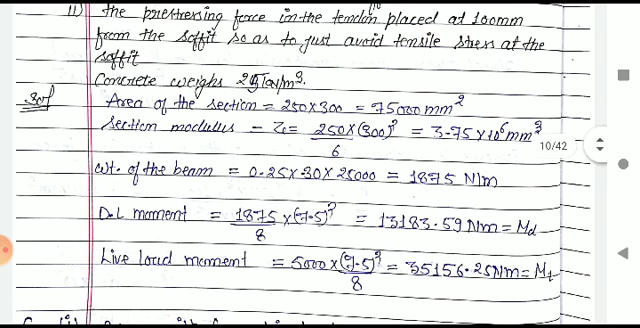 ii) the prestressing force in the tendon placed at 100mm
from the soffit so as to just avoid tensile stress at the
soffit
Concrete weighs 25 Ton/m³.
Sol Area of the section = 250×300 = 75000 mm²
Section modulus - Z = 250×(300)² / 6 = 3.75×10⁶ mm³
10/42
Wt. of the beam = 0.25×.30×25000 = 1875 N/m
D.L moment = 1875×(7.5)² / 8 = 13183.59 Nm = Md
Live load moment = 5000×(7.5)² / 8 = 35156.25 Nm = ML